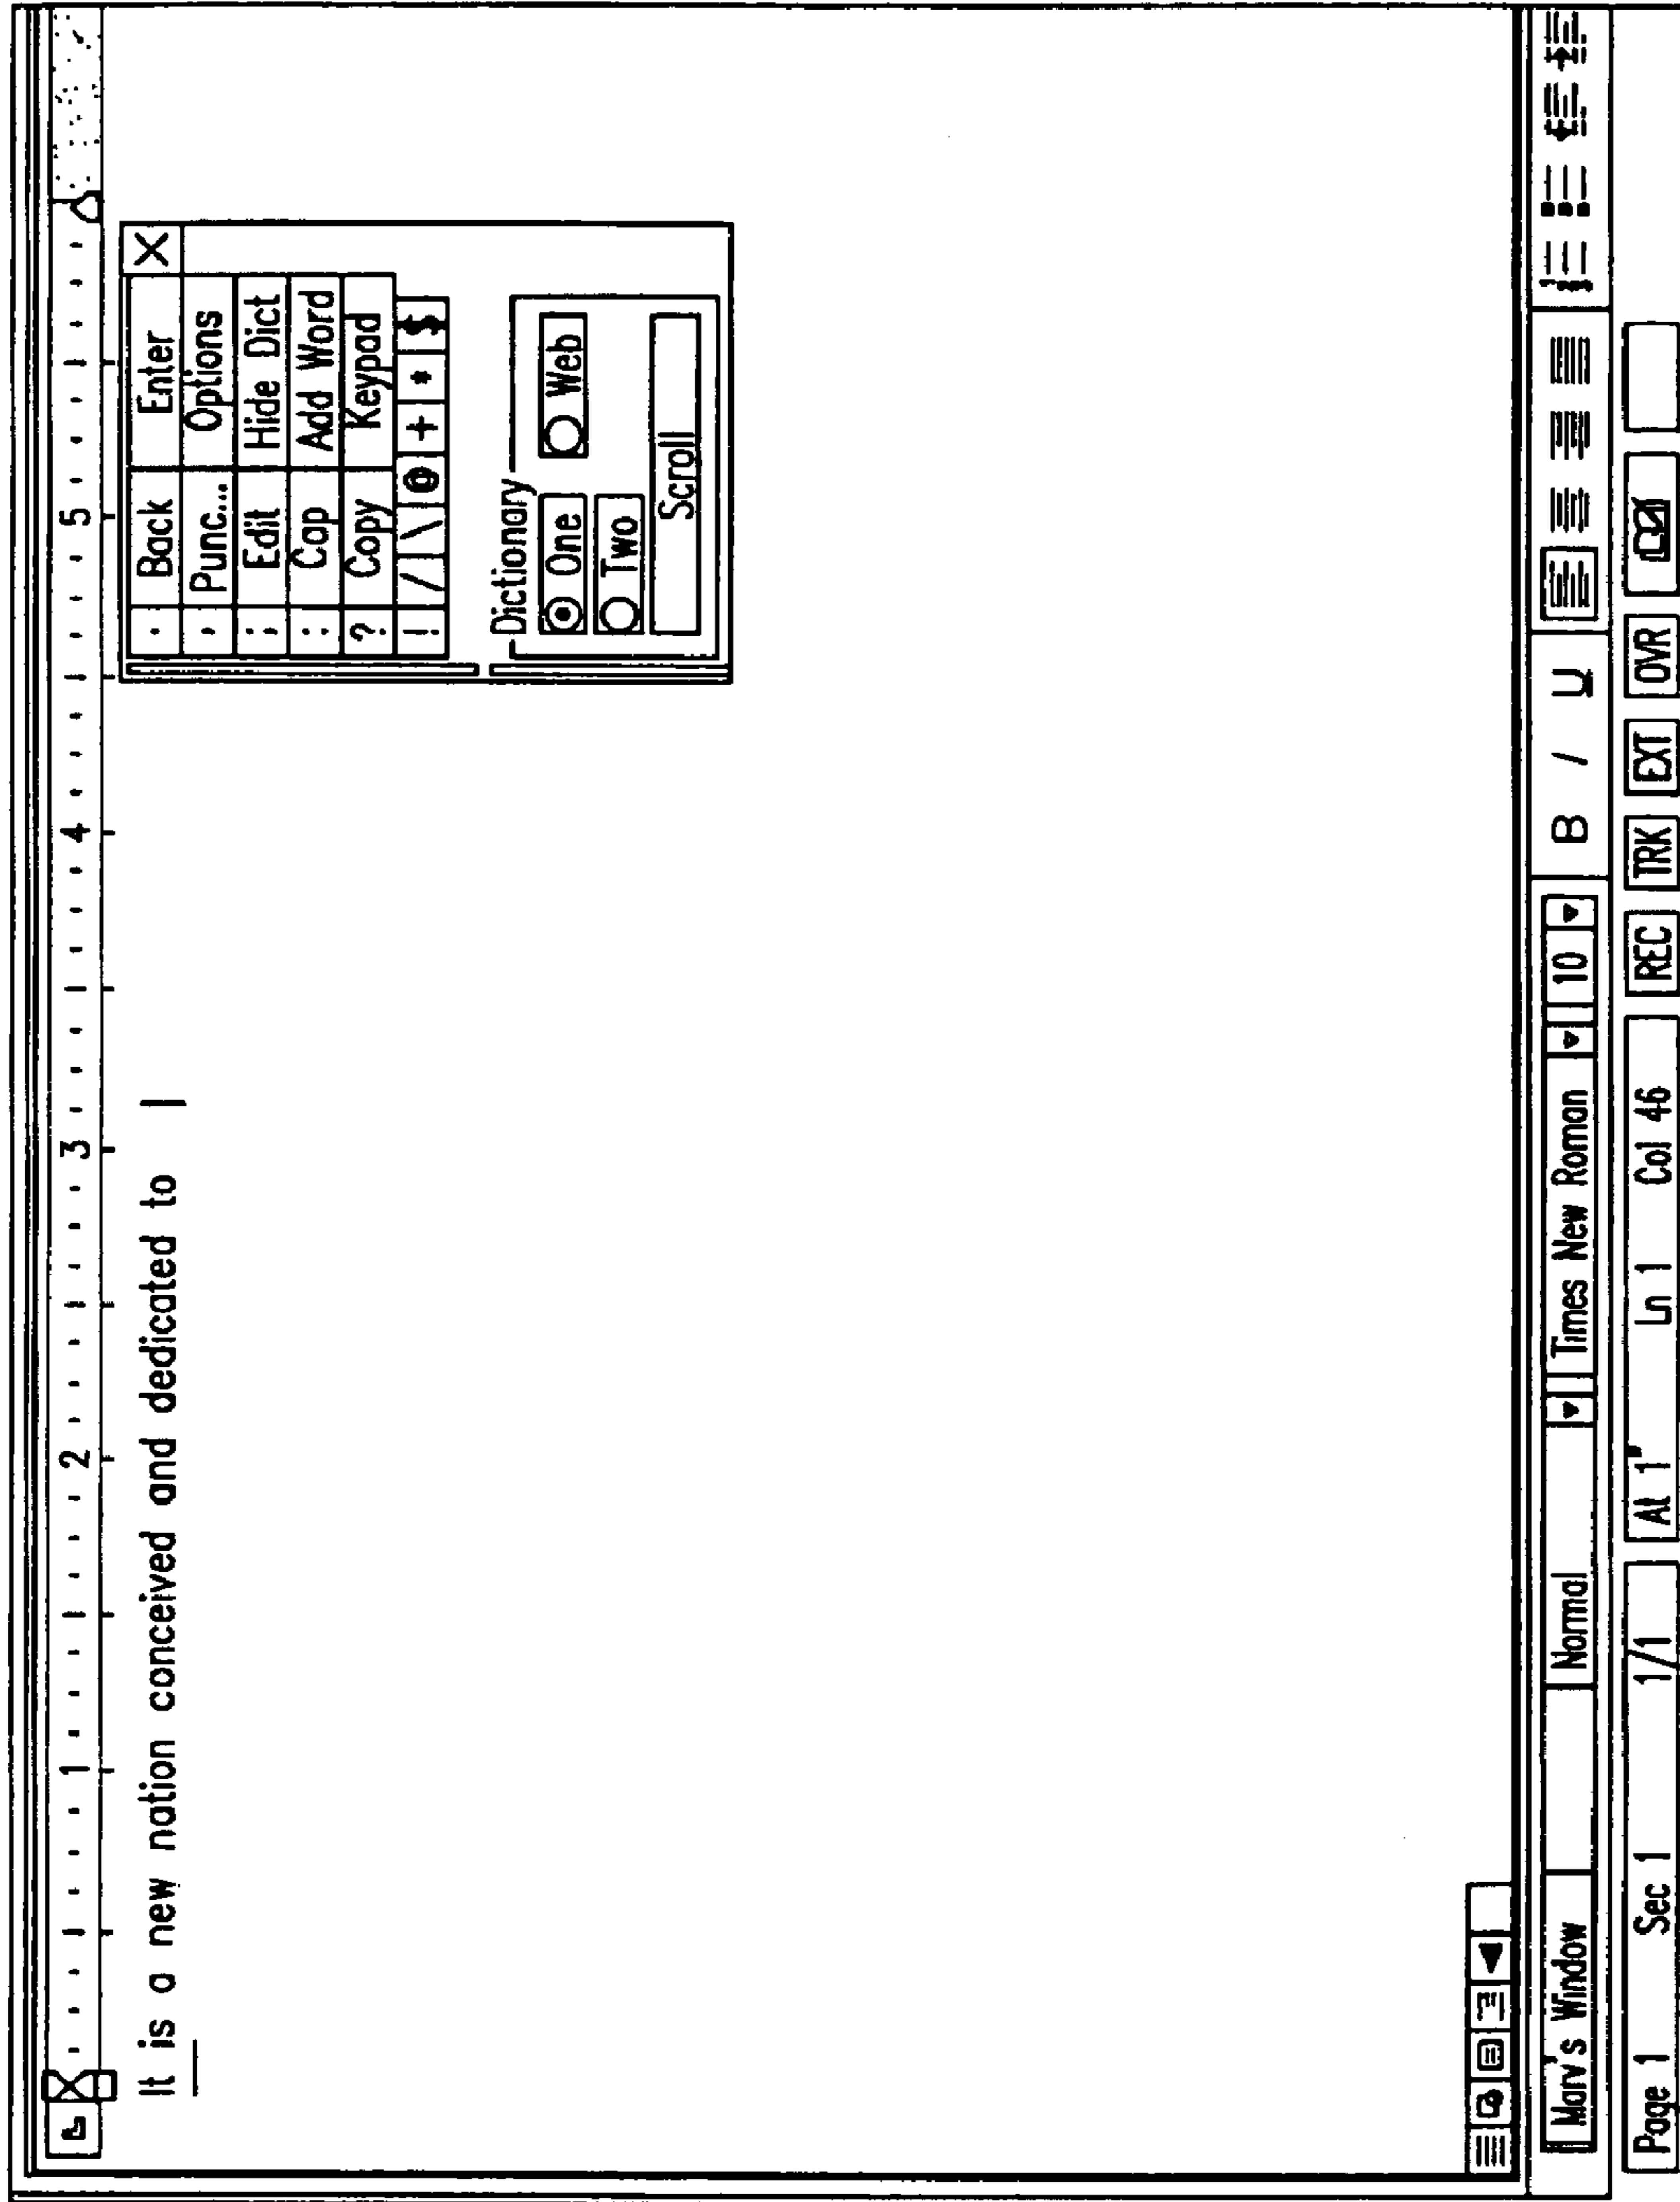 1 2 3 4 5
It is a new nation conceived and dedicated to
. Back Enter X
, Punc... Options
; Edit Hide Dict
: Cap Add Word
? Copy Keypad
! / \ @ + * $
Dictionary
One Web
Two
Scroll
Marv's Window Normal Times New Roman 10 B / U
Page 1 Sec 1 1/1 At 1" Ln 1 Col 46 REC TRK EXT OVR